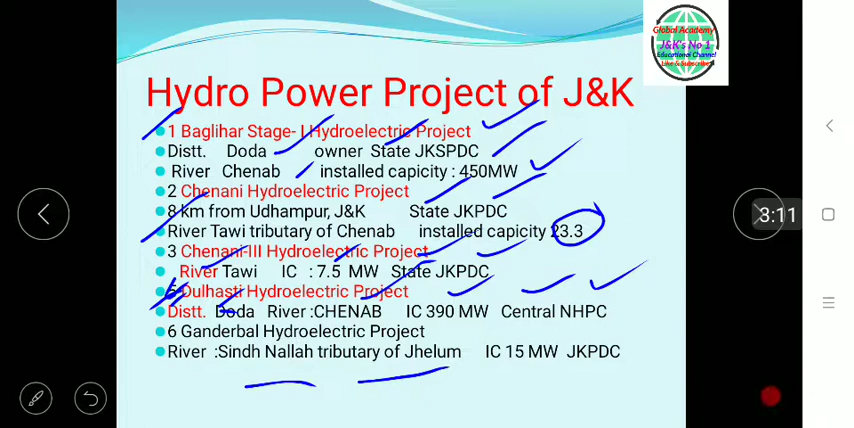 Global Academy
J&K's No 1
Educational Channel
Like & Subscribe
Hydro Power Project of J&K
1 Baglihar Stage- I Hydroelectric Project
Distt. Doda owner State JKSPDC
River Chenab installed capicity : 450MW
2 Chenani Hydroelectric Project
8 km from Udhampur, J&K State JKPDC
River Tawi tributary of Chenab installed capicity 23.3
3 Chenani-III Hydroelectric Project
River Tawi IC : 7.5 MW State JKPDC
5 Dulhasti Hydroelectric Project
Distt. Doda River :CHENAB IC 390 MW Central NHPC
6 Ganderbal Hydroelectric Project
River :Sindh Nallah tributary of Jhelum IC 15 MW JKPDC
3:11